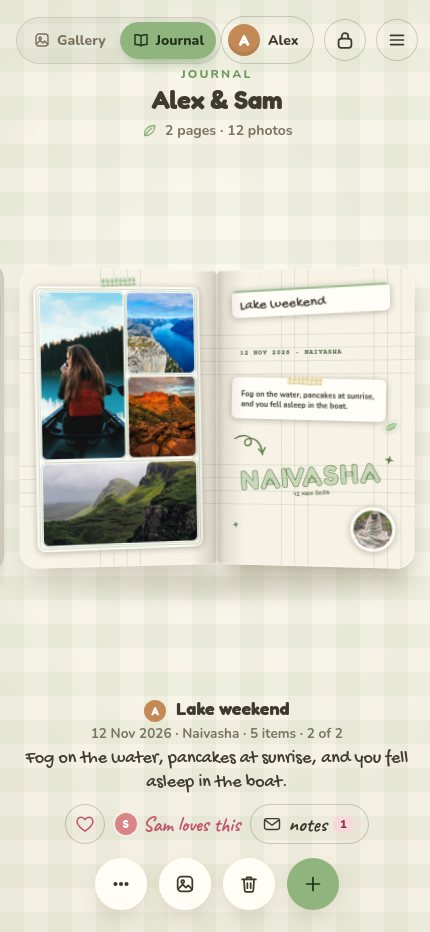 Gallery
Journal
A
Alex
JOURNAL
Alex & Sam
2 pages · 12 photos
Lake weekend
12 NOV 2026 · NAIVASHA
Fog on the water, pancakes at sunrise,
and you fell asleep in the boat.
NAIVASHA
12 Nov 2026
A
Lake weekend
12 Nov 2026 · Naivasha · 5 items · 2 of 2
Fog on the water, pancakes at sunrise, and you fell
asleep in the boat.
S
Sam loves this
notes
1